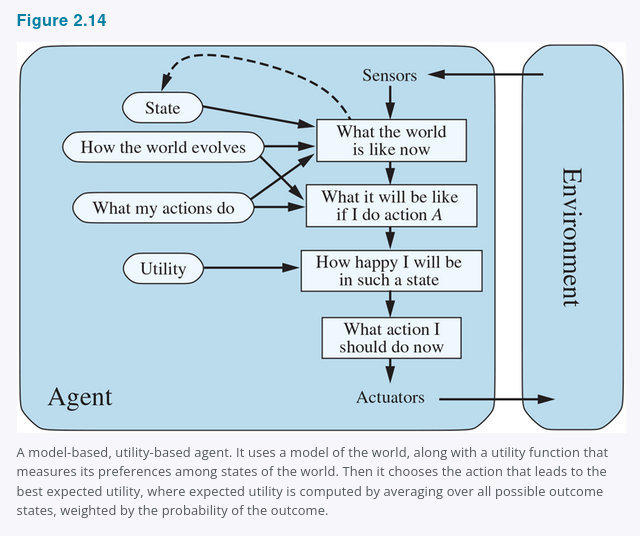 Figure 2.14
Sensors
State
What the world
is like now
How the world evolves
What it will be like
if I do action A
What my actions do
How happy I will be
in such a state
Utility
What action I
should do now
Agent
Actuators
Environment
A model-based, utility-based agent. It uses a model of the world, along with a utility function that
measures its preferences among states of the world. Then it chooses the action that leads to the
best expected utility, where expected utility is computed by averaging over all possible outcome
states, weighted by the probability of the outcome.